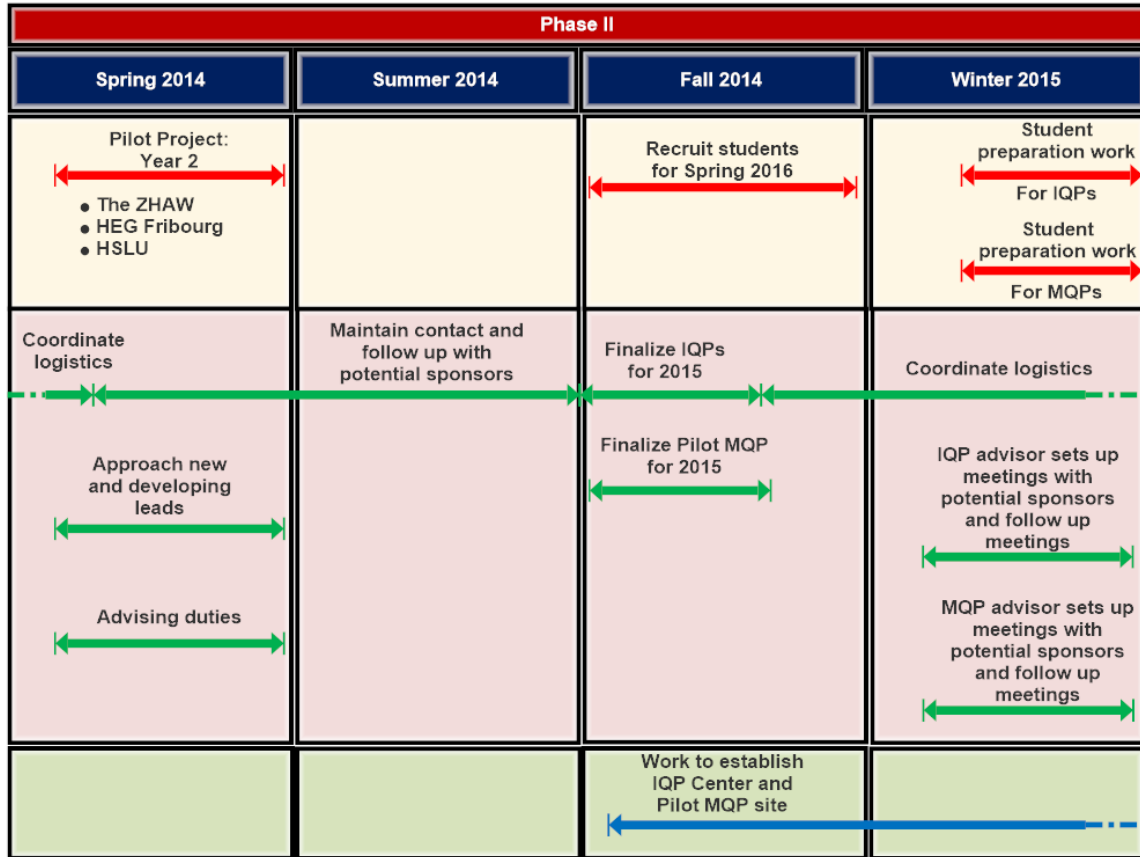 Phase II
Spring 2014
Summer 2014
Fall 2014
Winter 2015
Pilot Project:
Year 2
● The ZHAW
● HEG Fribourg
● HSLU
Recruit students
for Spring 2016
Student
preparation work
For IQPs
Student
preparation work
For MQPs
Coordinate
logistics
Maintain contact and
follow up with
potential sponsors
Finalize IQPs
for 2015
Coordinate logistics
Approach new
and developing
leads
Finalize Pilot MQP
for 2015
IQP advisor sets up
meetings with
potential sponsors
and follow up
meetings
Advising duties
MQP advisor sets up
meetings with
potential sponsors
and follow up
meetings
Work to establish
IQP Center and
Pilot MQP site